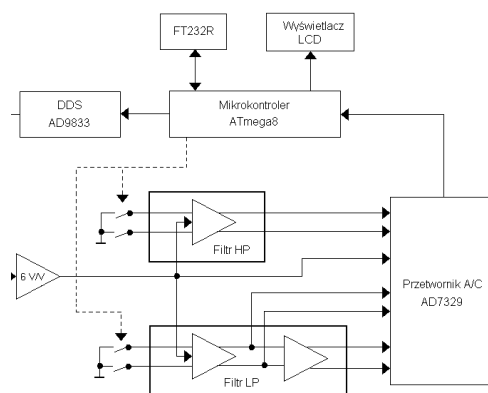 FT232R
Wyświetlacz
LCD
DDS
AD9833
Mikrokontroler
ATmega8
Filtr HP
6 V/V
Przetwornik A/C
AD7329
Filtr LP